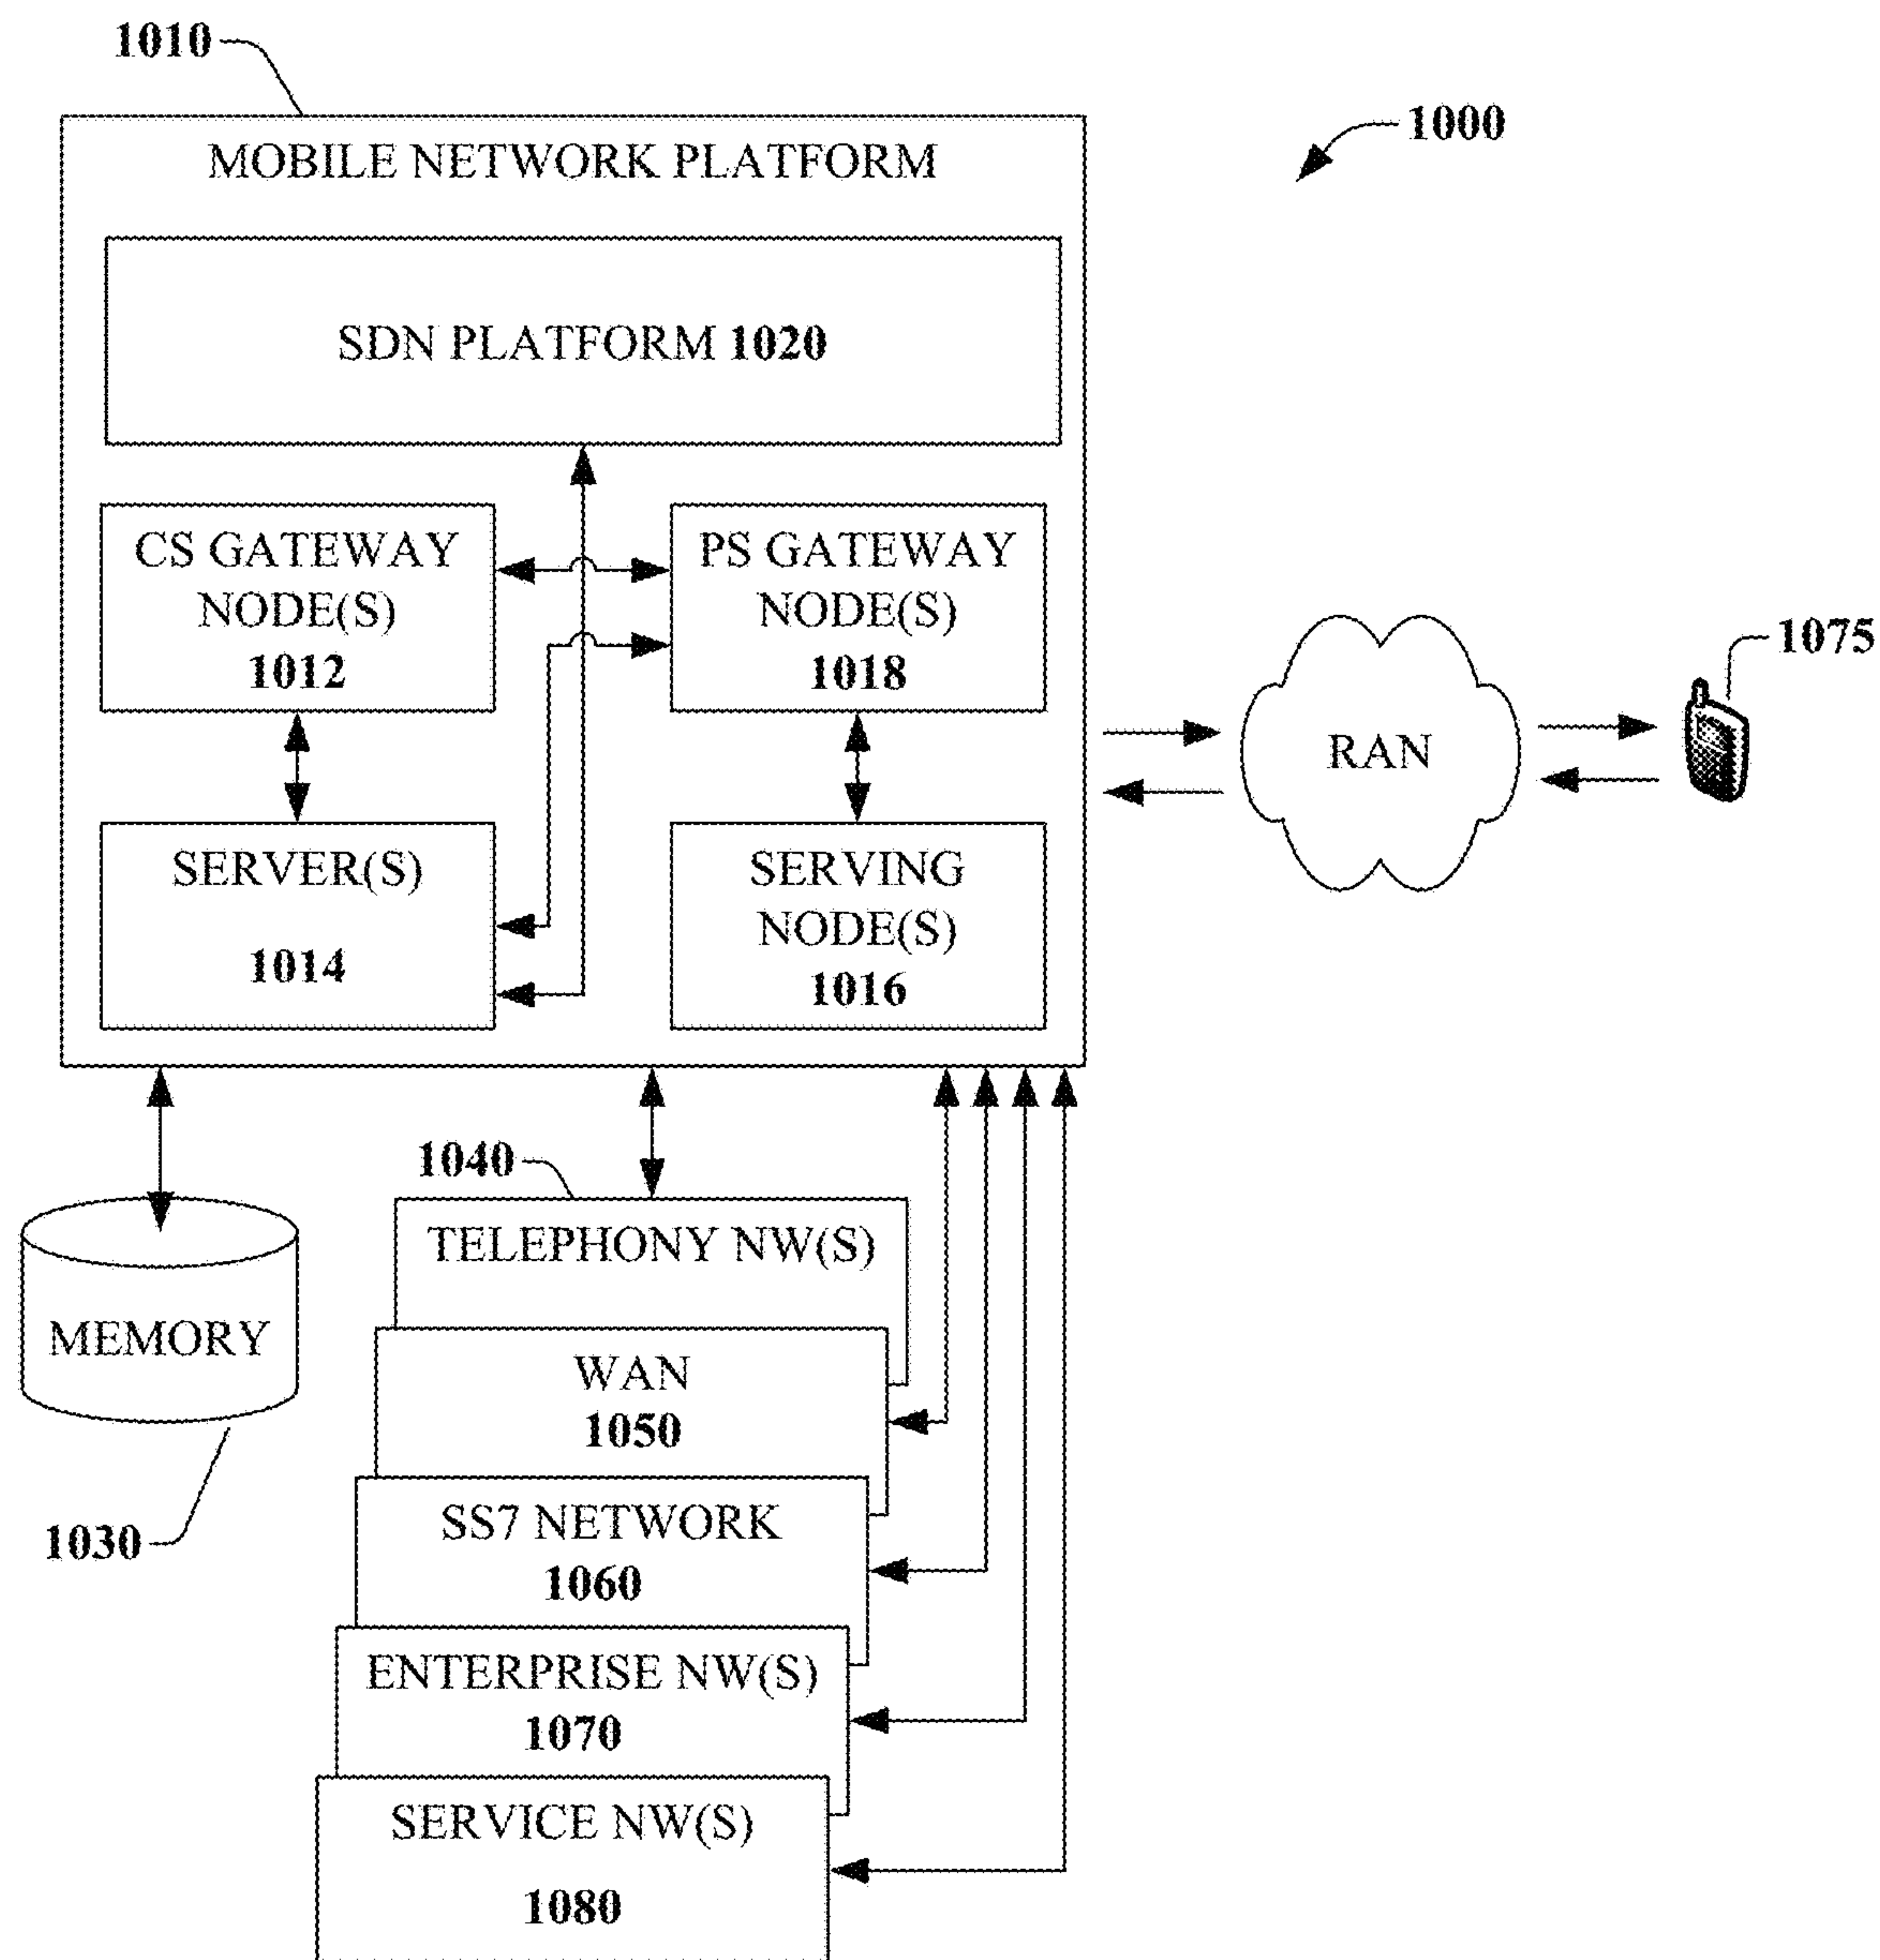 1010
1000
MOBILE NETWORK PLATFORM
SDN PLATFORM 1020
CS GATEWAY
NODE(S)
1012
PS GATEWAY
NODE(S)
1018
1075
RAN
SERVER(S)
1014
SERVING
NODE(S)
1016
1040
TELEPHONY NW(S)
MEMORY
WAN
1050
1030
SS7 NETWORK
1060
ENTERPRISE NW(S)
1070
SERVICE NW(S)
1080